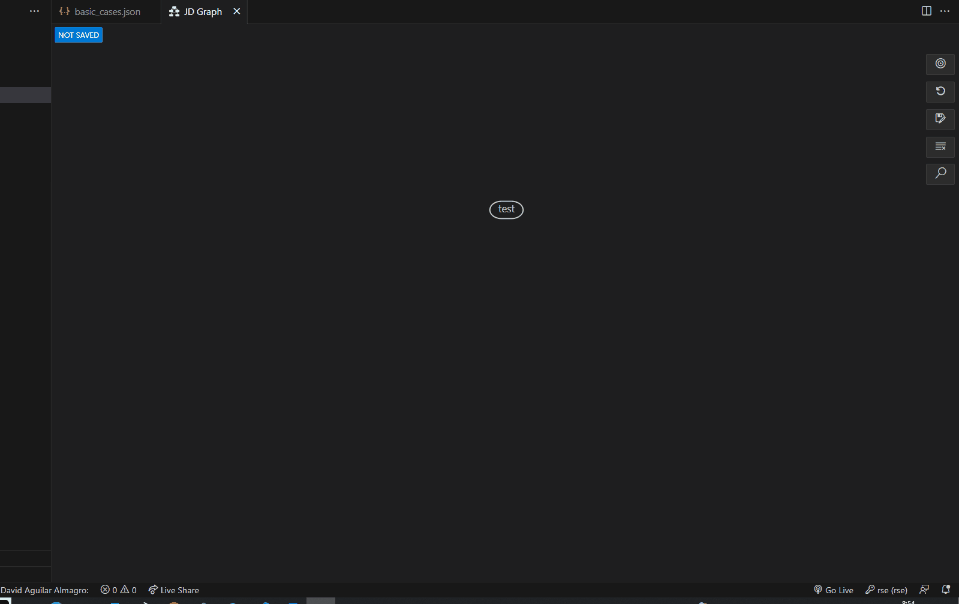 basic_cases.json
JD Graph
NOT SAVED
test
David Aguilar Almagro:
0
0
Live Share
Go Live
rse (rse)